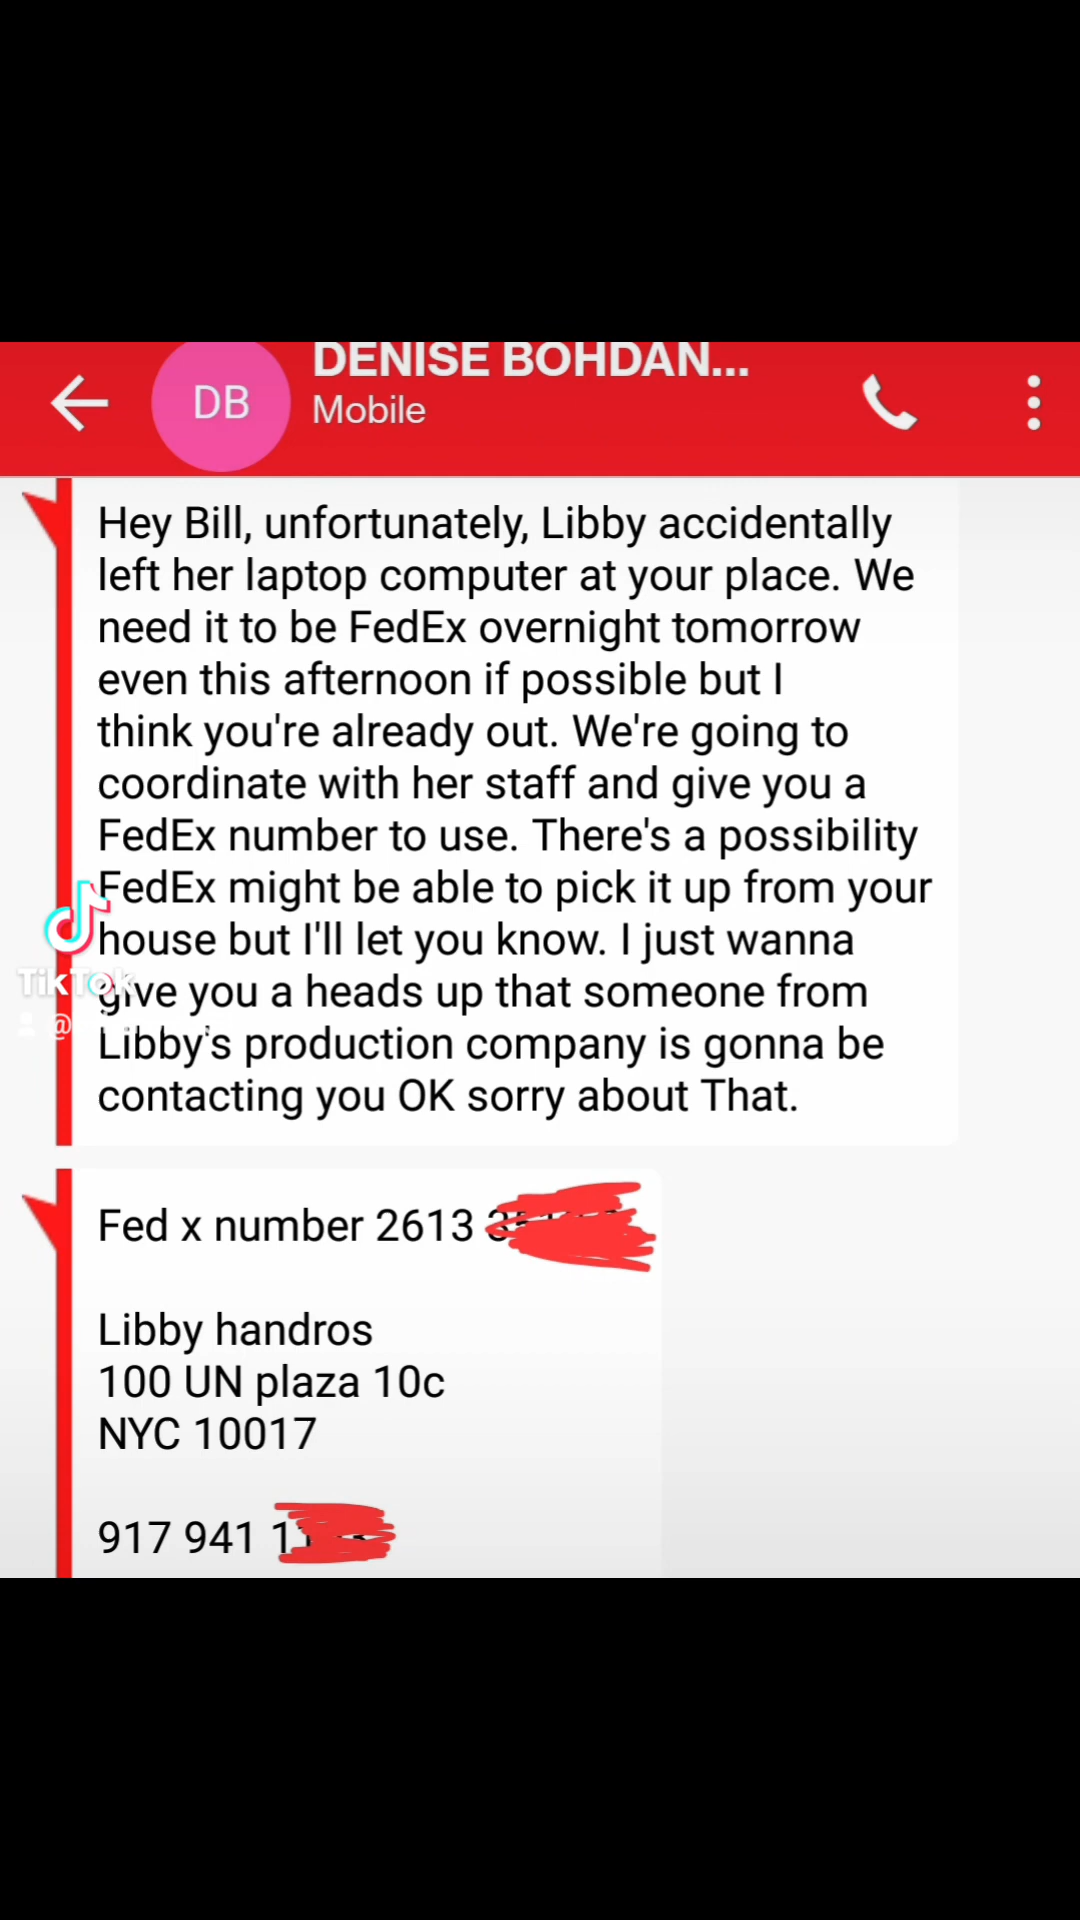 DENISE BOHDAN...
DB
Mobile
Hey Bill, unfortunately, Libby accidentally
left her laptop computer at your place. We
need it to be FedEx overnight tomorrow
even this afternoon if possible but I
think you're already out. We're going to
coordinate with her staff and give you a
FedEx number to use. There's a possibility
FedEx might be able to pick it up from your
house but I'll let you know. I just wanna
give you a heads up that someone from
Libby's production company is gonna be
contacting you OK sorry about That.
TikTok
@
Fed x number 2613
Libby handros
100 UN plaza 10c
NYC 10017
917 941